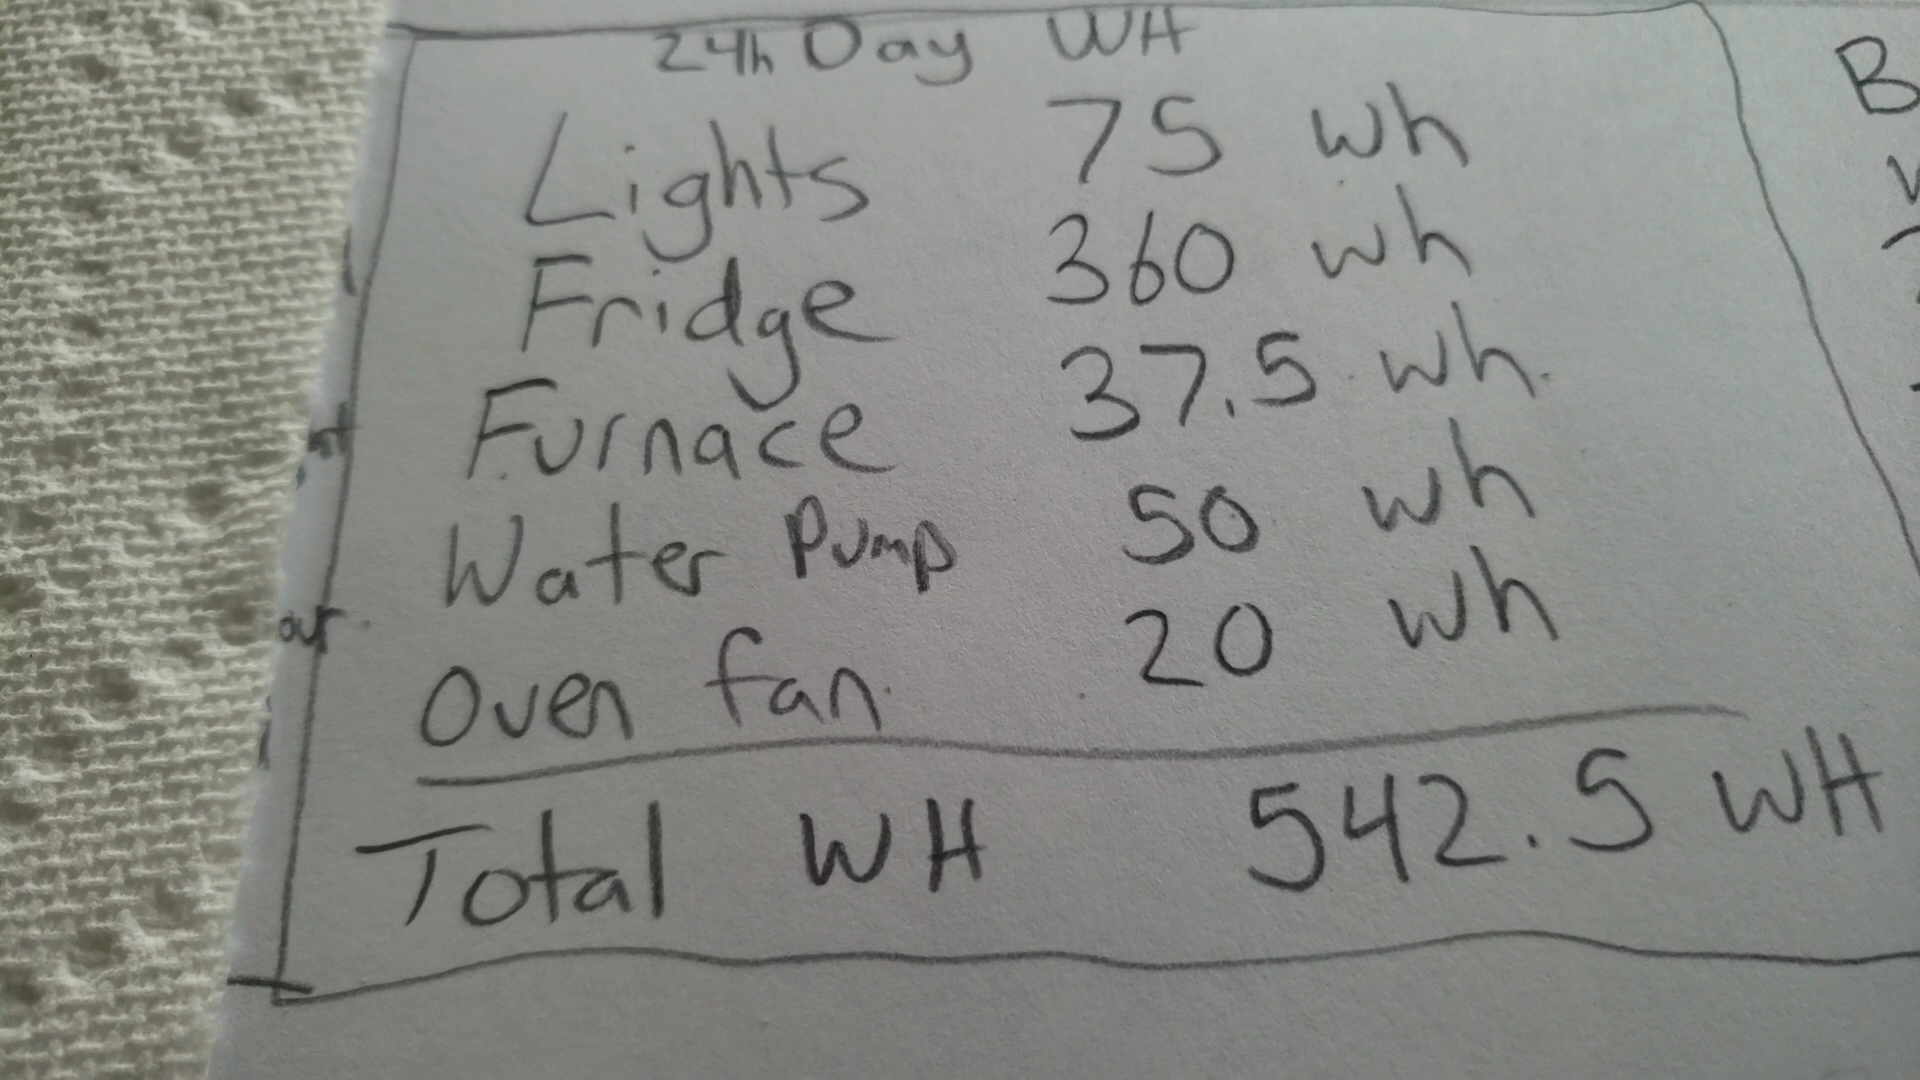 24h Day WH
Lights 75 wh
Fridge 360 wh
Furnace 37.5 wh
Water Pump 50 wh
Oven fan 20 wh
Total WH 542.5 WH
B